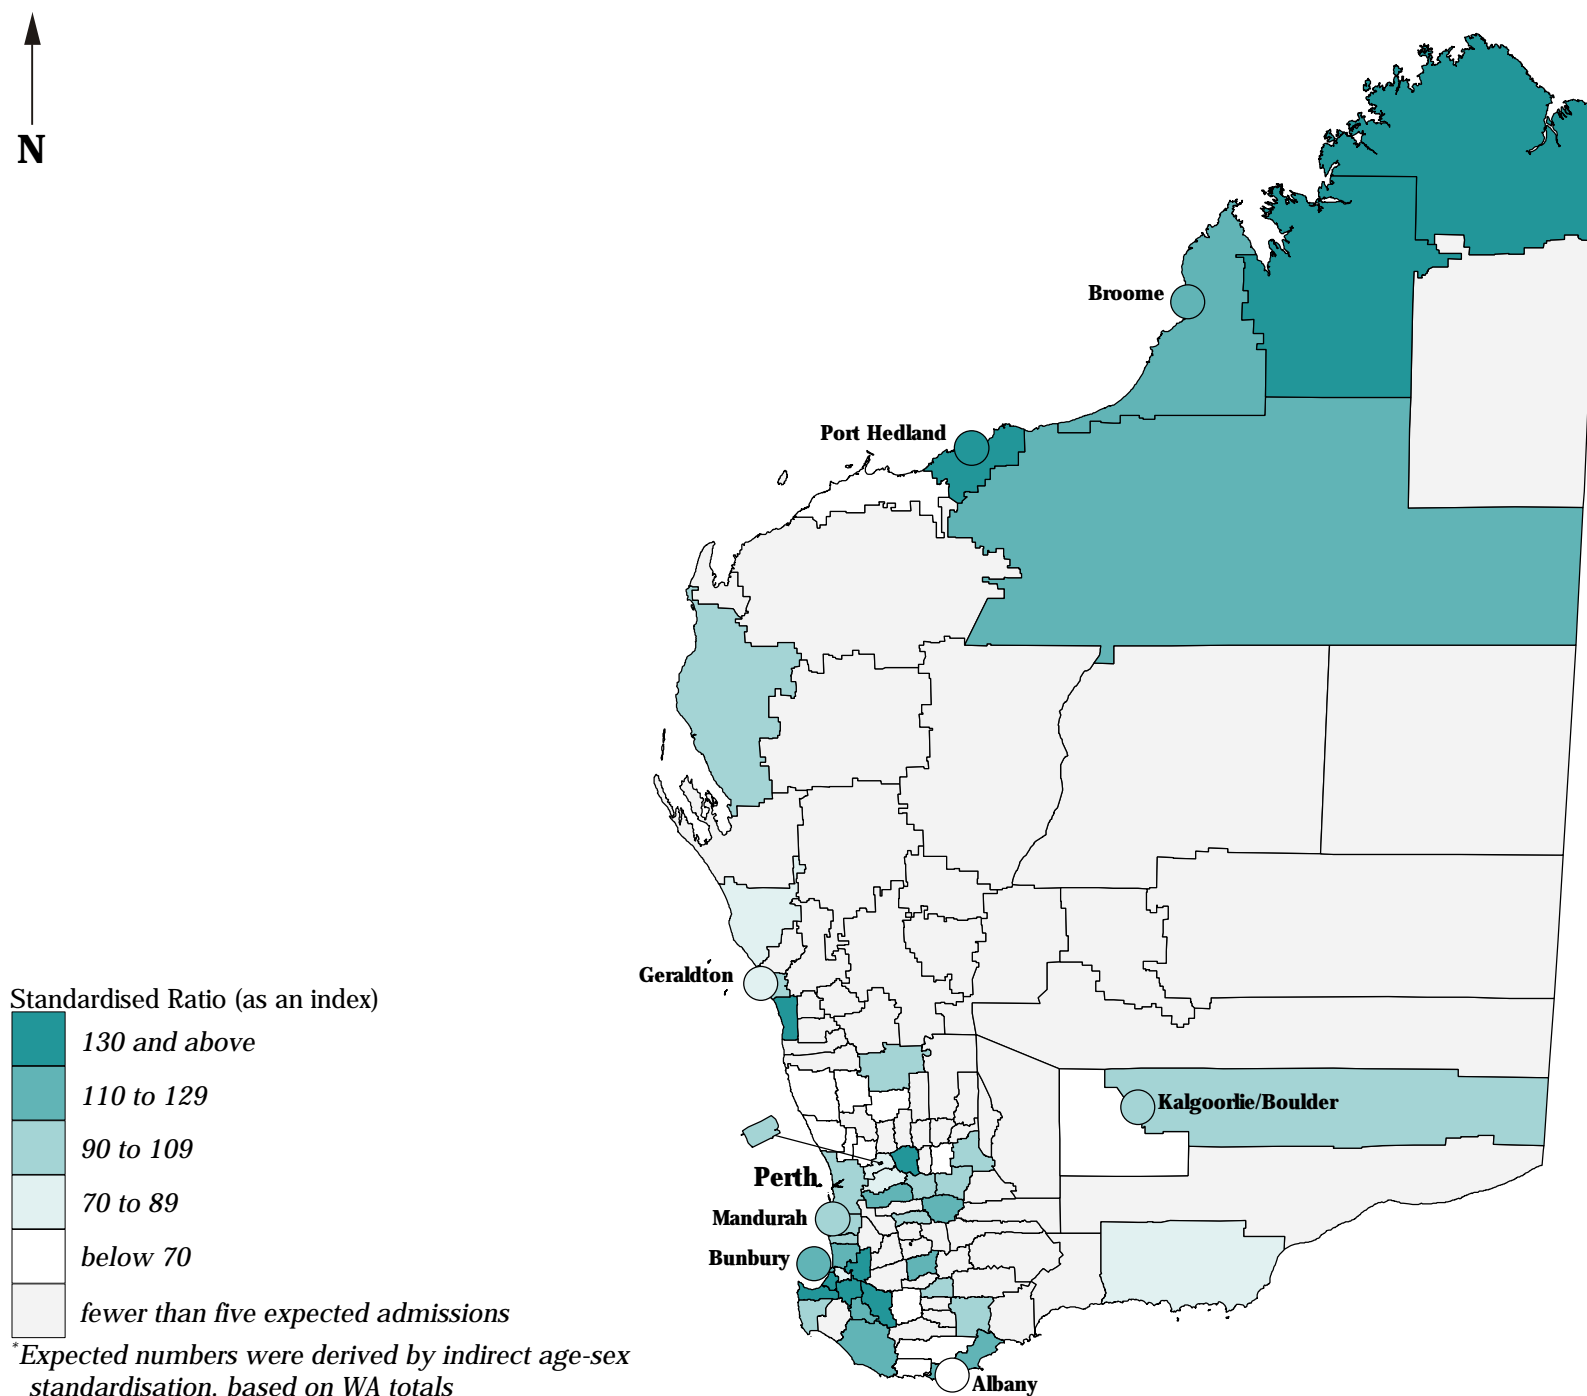 N
Broome
Port Hedland
Geraldton
Standardised Ratio (as an index)
130 and above
110 to 129
90 to 109
70 to 89
below 70
fewer than five expected admissions
*Expected numbers were derived by indirect age-sex
standardisation, based on WA totals
Kalgoorlie/Boulder
Perth
Mandurah
Bunbury
Albany